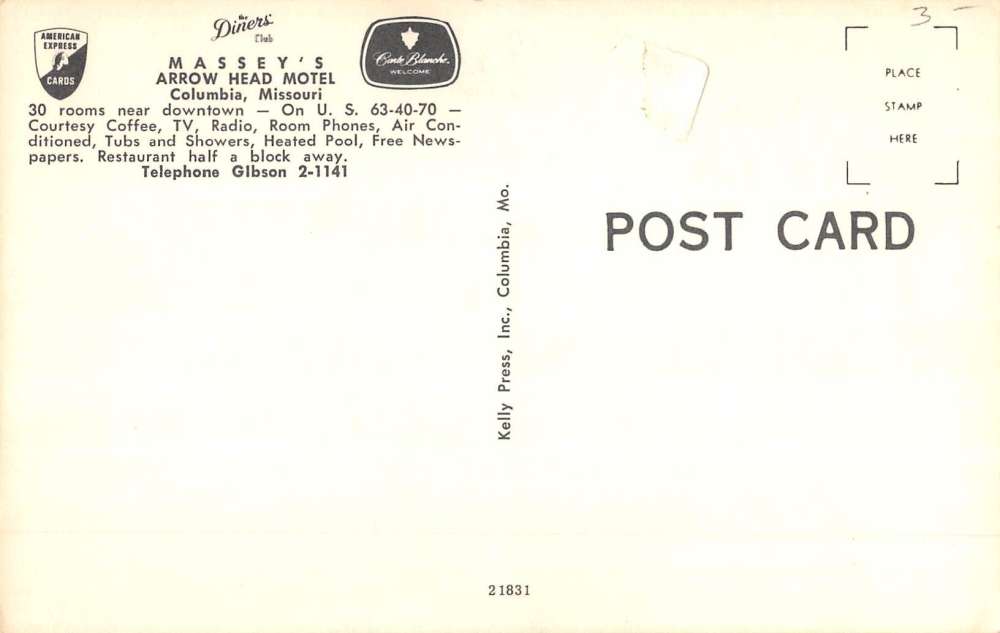 AMERICAN
EXPRESS
CARDS
the
Diners'
Club
Carte Blanche
WELCOME
MASSEY'S
ARROW HEAD MOTEL
Columbia, Missouri
30 rooms near downtown — On U. S. 63-40-70 —
Courtesy Coffee, TV, Radio, Room Phones, Air Con-
ditioned, Tubs and Showers, Heated Pool, Free News-
papers. Restaurant half a block away.
Telephone GIbson 2-1141
Kelly Press, Inc., Columbia, Mo.
3-
PLACE
STAMP
HERE
POST CARD
21831